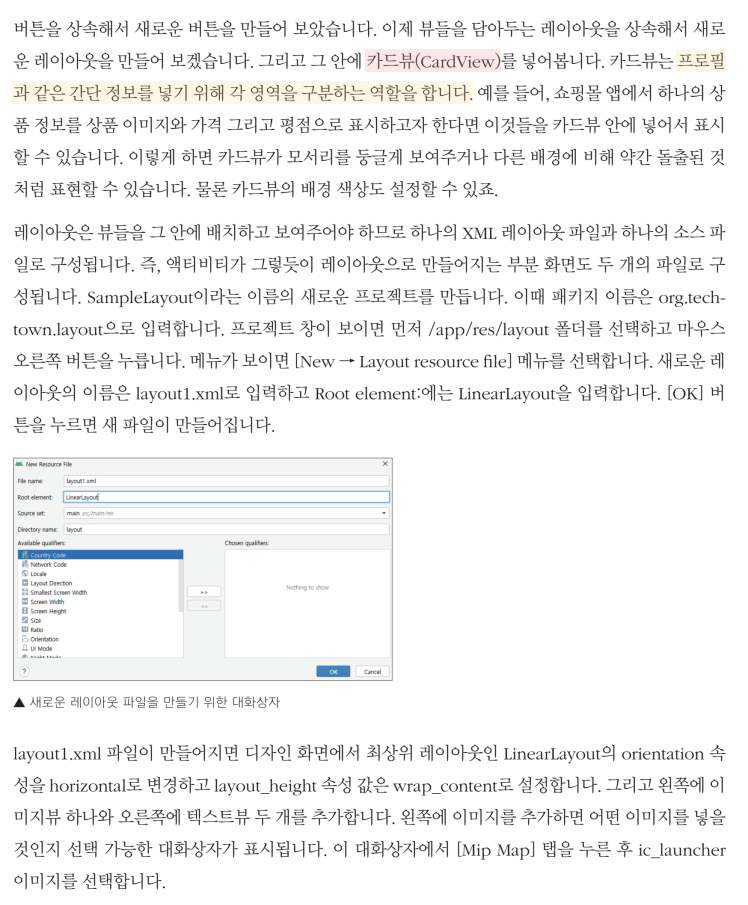 버튼을 상속해서 새로운 버튼을 만들어 보았습니다. 이제 뷰들을 담아두는 레이아웃을 상속해서 새로
운 레이아웃을 만들어 보겠습니다. 그리고 그 안에 카드뷰(CardView)를 넣어봅니다. 카드뷰는 프로필
과 같은 간단 정보를 넣기 위해 각 영역을 구분하는 역할을 합니다. 예를 들어, 쇼핑몰 앱에서 하나의 상
품 정보를 상품 이미지와 가격 그리고 평점으로 표시하고자 한다면 이것들을 카드뷰 안에 넣어서 표시
할 수 있습니다. 이렇게 하면 카드뷰가 모서리를 둥글게 보여주거나 다른 배경에 비해 약간 돌출된 것
처럼 표현할 수 있습니다. 물론 카드뷰의 배경 색상도 설정할 수 있죠.
레이아웃은 뷰들을 그 안에 배치하고 보여주어야 하므로 하나의 XML 레이아웃 파일과 하나의 소스 파
일로 구성됩니다. 즉, 액티비티가 그렇듯이 레이아웃으로 만들어지는 부분 화면도 두 개의 파일로 구
성됩니다. SampleLayout이라는 이름의 새로운 프로젝트를 만듭니다. 이때 패키지 이름은 org.tech-
town.layout으로 입력합니다. 프로젝트 창이 보이면 먼저 /app/res/layout 폴더를 선택하고 마우스
오른쪽 버튼을 누릅니다. 메뉴가 보이면 [New → Layout resource file] 메뉴를 선택합니다. 새로운 레
이아웃의 이름은 layout1.xml로 입력하고 Root element:에는 LinearLayout을 입력합니다. [OK] 버
튼을 누르면 새 파일이 만들어집니다.
New Resource File
File name: layout1.xml
Root element: LinearLayout
Source set: main src/main/res
Directory name: layout
Available qualifiers: Chosen qualifiers:
Country Code
Network Code
Locale
Layout Direction
Smallest Screen Width
Screen Width
Screen Height
Size
Ratio
Orientation
UI Mode
Night Mode
>>
<<
Nothing to show
? OK Cancel
▲ 새로운 레이아웃 파일을 만들기 위한 대화상자
layout1.xml 파일이 만들어지면 디자인 화면에서 최상위 레이아웃인 LinearLayout의 orientation 속
성을 horizontal로 변경하고 layout_height 속성 값은 wrap_content로 설정합니다. 그리고 왼쪽에 이
미지뷰 하나와 오른쪽에 텍스트뷰 두 개를 추가합니다. 왼쪽에 이미지를 추가하면 어떤 이미지를 넣을
것인지 선택 가능한 대화상자가 표시됩니다. 이 대화상자에서 [Mip Map] 탭을 누른 후 ic_launcher
이미지를 선택합니다.